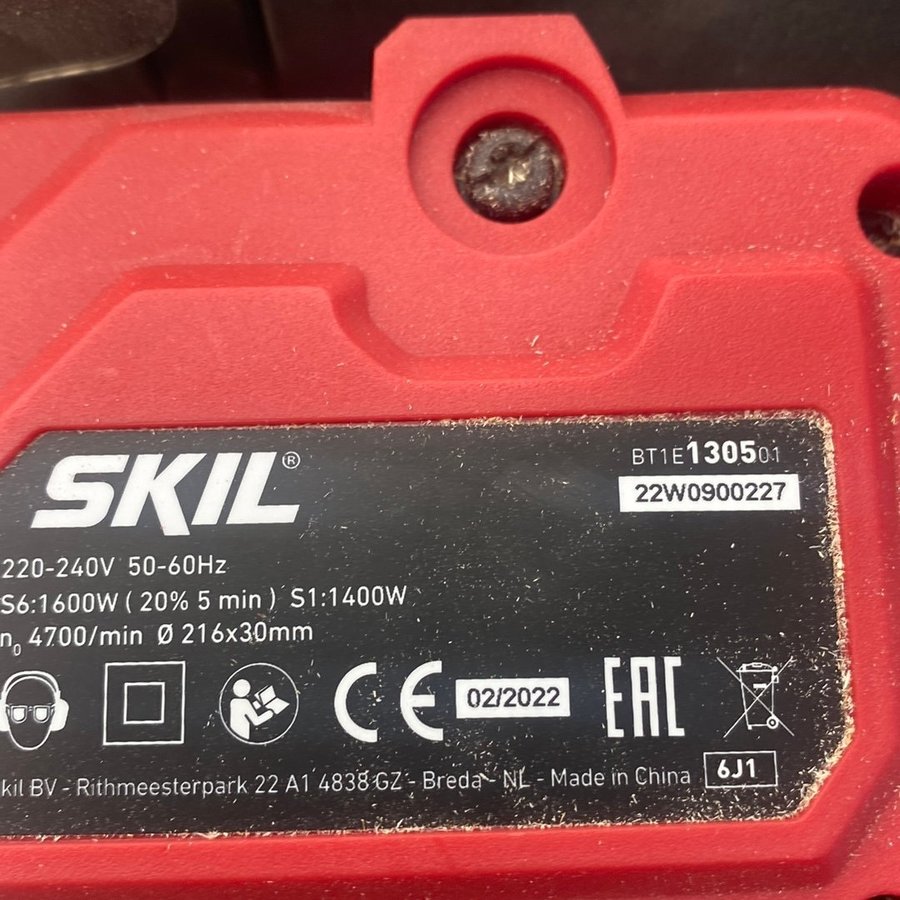 SKIL®
BT1E130501
22W0900227
220-240V 50-60Hz
S6:1600W ( 20% 5 min ) S1:1400W
n₀ 4700/min Ø 216x30mm
CE 02/2022 EAC
kil BV - Rithmeesterpark 22 A1 4838 GZ - Breda - NL - Made in China 6J1